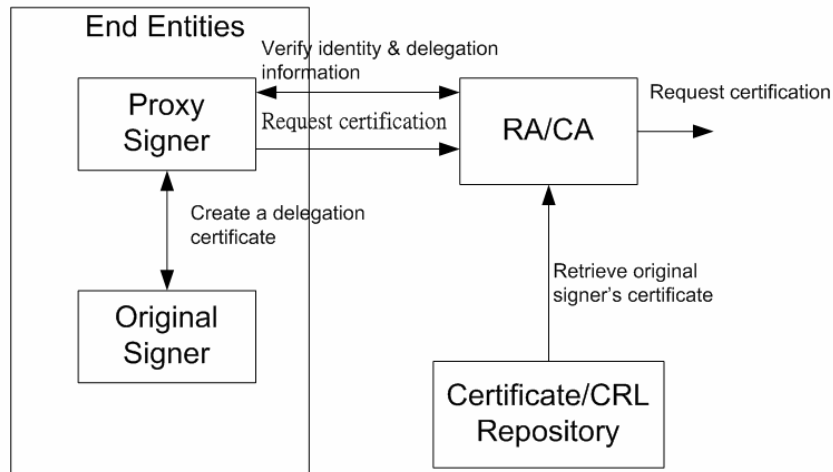 End Entities
Verify identity & delegation
information
Request certification
Proxy
Signer
Request certification
RA/CA
Create a delegation
certificate
Retrieve original
signer's certificate
Original
Signer
Certificate/CRL
Repository